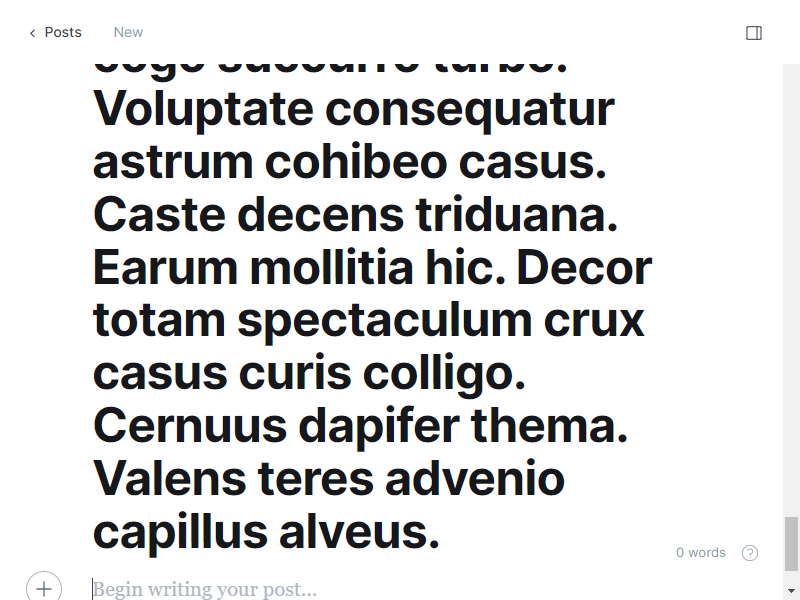 Posts
New
Voluptate consequatur
astrum cohibeo casus.
Caste decens triduana.
Earum mollitia hic. Decor
totam spectaculum crux
casus curis colligo.
Cernuus dapifer thema.
Valens teres advenio
capillus alveus.
0 words
Begin writing your post...